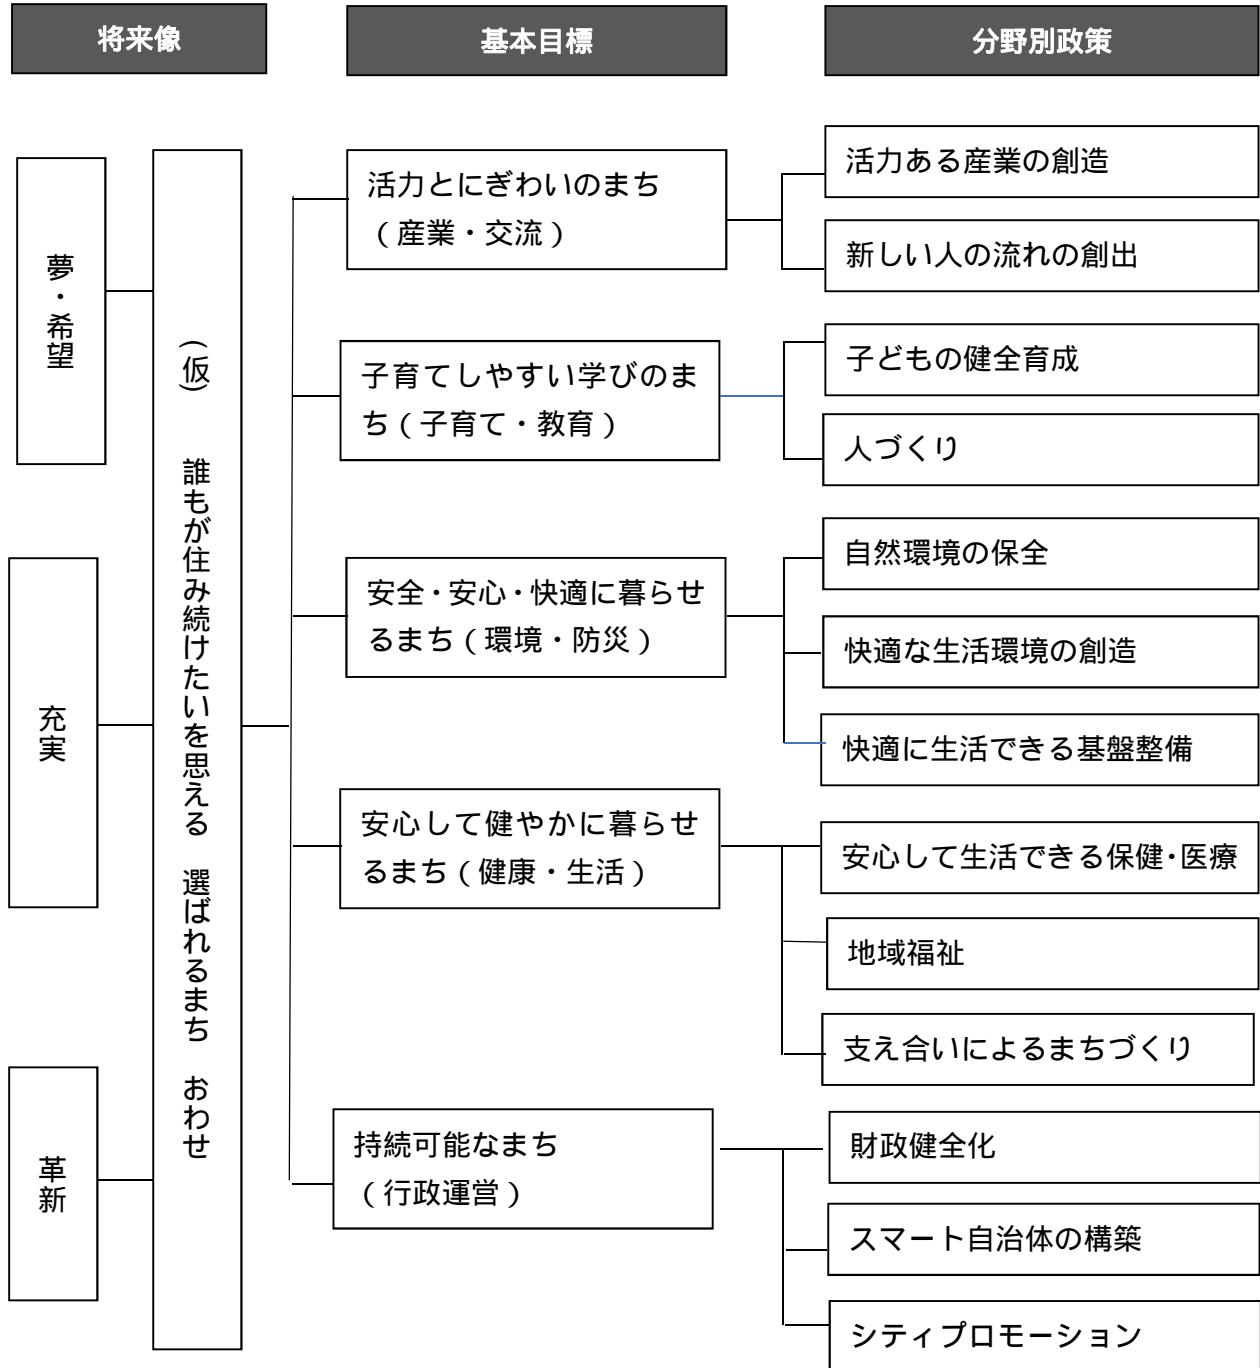 将来像
基本目標
分野別政策
夢・希望
充実
革新
(仮)　誰もが住み続けたいを思える　選ばれるまち　おわせ
活力とにぎわいのまち
（産業・交流）
活力ある産業の創造
新しい人の流れの創出
子育てしやすい学びのま
ち（子育て・教育）
子どもの健全育成
人づくり
安全・安心・快適に暮らせ
るまち（環境・防災）
自然環境の保全
快適な生活環境の創造
快適に生活できる基盤整備
安心して健やかに暮らせ
るまち（健康・生活）
安心して生活できる保健・医療
地域福祉
支え合いによるまちづくり
持続可能なまち
（行政運営）
財政健全化
スマート自治体の構築
シティプロモーション